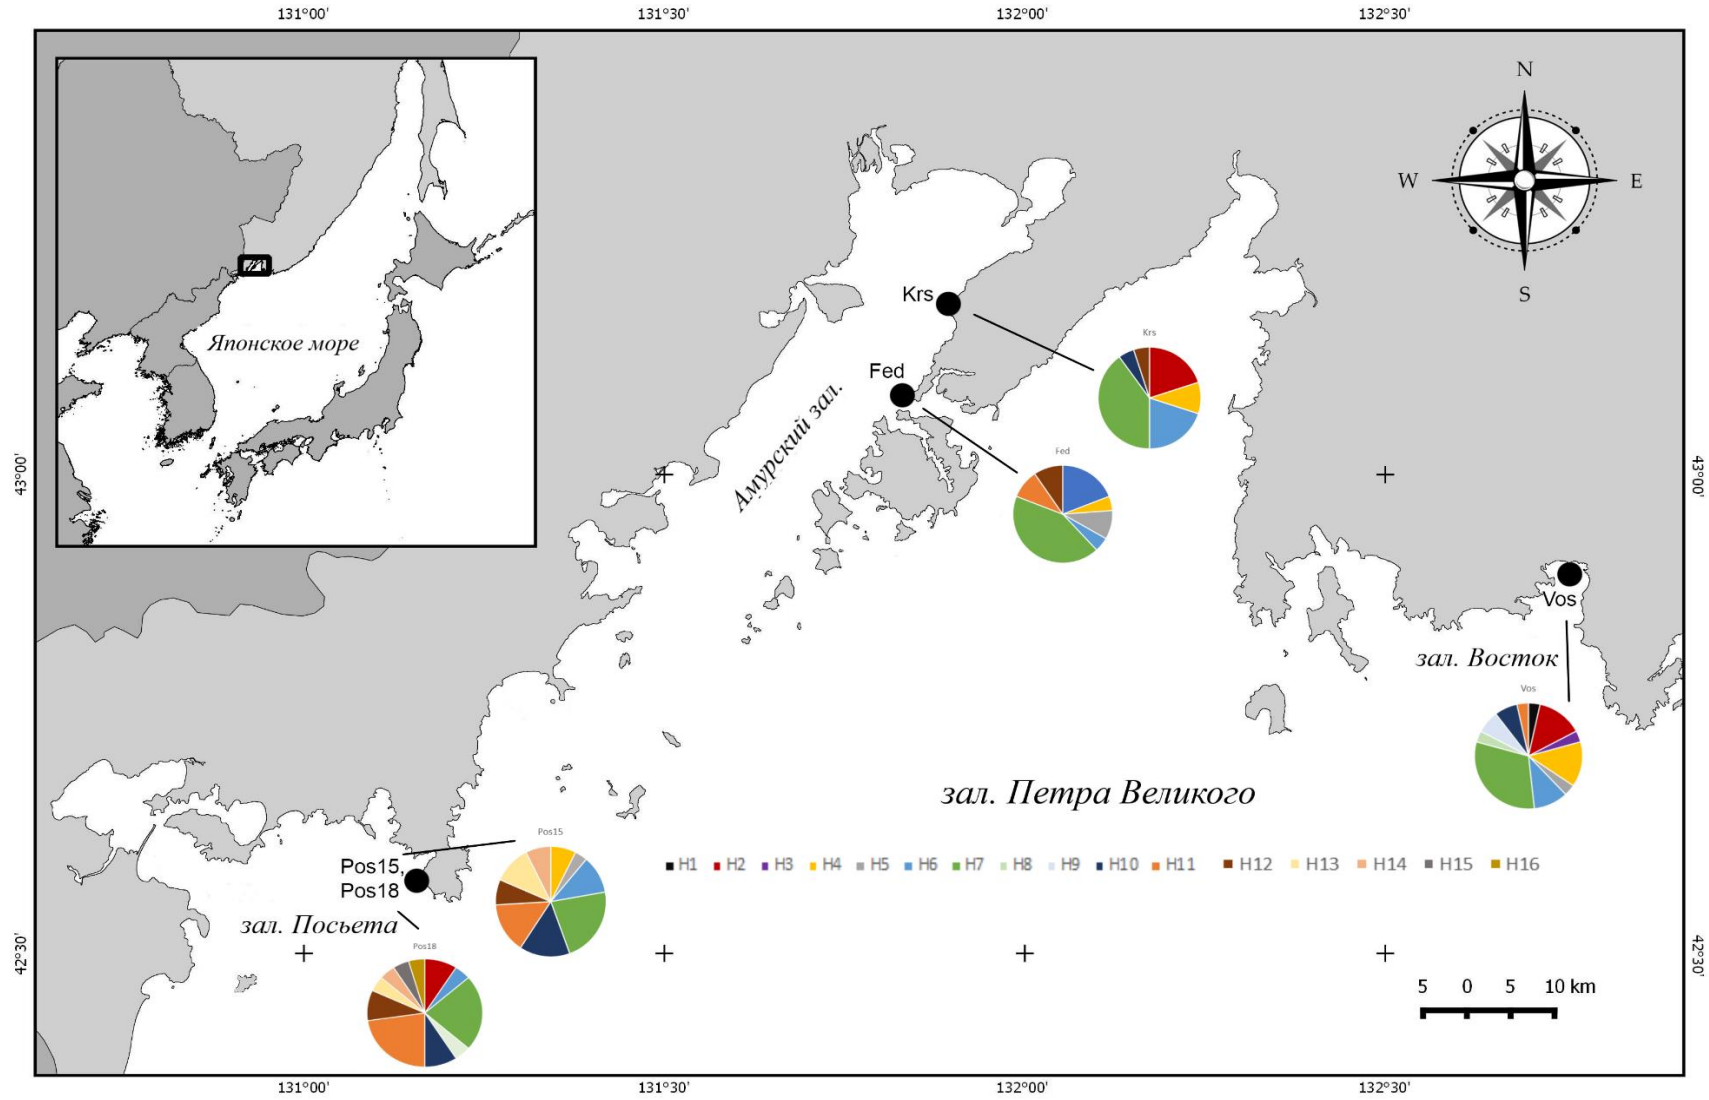 131°00'
131°30'
132°00'
132°30'
N
W
E
S
Японское море
Krs
Krs
Fed
Fed
Амурский зал.
43°00'
43°00'
Vos
зал. Восток
Vos
зал. Петра Великого
Pos15
Pos15,
Pos18
H1 H2 H3 H4 H5 H6 H7 H8 H9 H10 H11 H12 H13 H14 H15 H16
зал. Посьета
Pos18
42°30'
42°30'
5 0 5 10 km
131°00'
131°30'
132°00'
132°30'